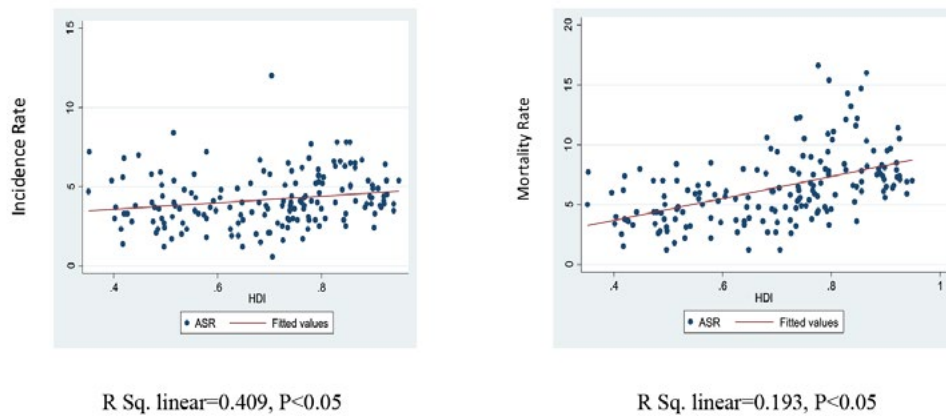 Incidence Rate
15
10
5
0
.4
.6
.8
HDI
ASR
Fitted values
R Sq. linear=0.409, P<0.05
Mortality Rate
20
15
10
5
0
.4
.6
.8
1
HDI
ASR
Fitted values
R Sq. linear=0.193, P<0.05